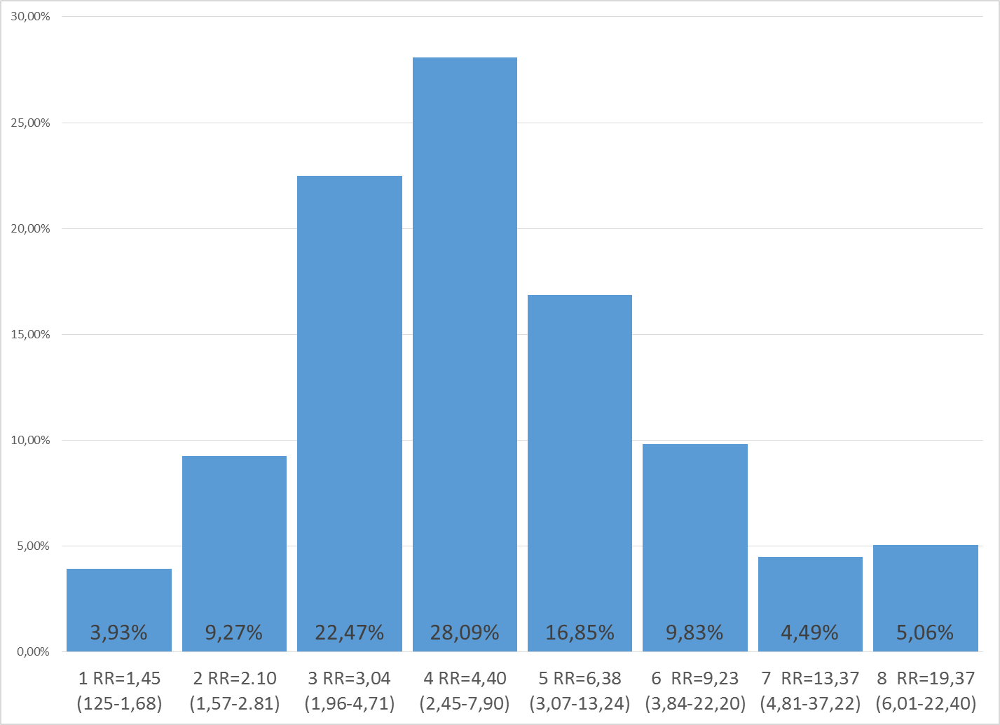 30,00%
25,00%
20,00%
15,00%
10,00%
5,00%
0,00%
3,93% 9,27% 22,47% 28,09% 16,85% 9,83% 4,49% 5,06%
1 RR=1,45 2 RR=2.10 3 RR=3,04 4 RR=4,40 5 RR=6,38 6 RR=9,23 7 RR=13,37 8 RR=19,37
(125-1,68) (1,57-2.81) (1,96-4,71) (2,45-7,90) (3,07-13,24) (3,84-22,20) (4,81-37,22) (6,01-22,40)